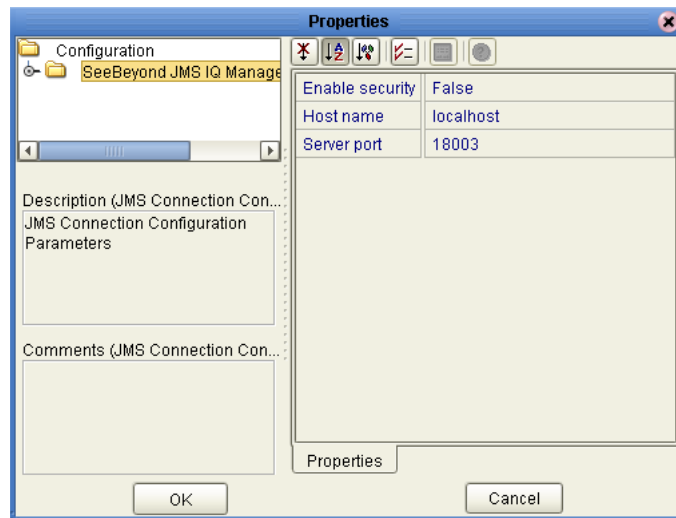 Properties
Configuration
SeeBeyond JMS IQ Manage
Enable security False
Host name localhost
Server port 18003
Description (JMS Connection Con...
JMS Connection Configuration
Parameters
Comments (JMS Connection Con...
Properties
OK
Cancel